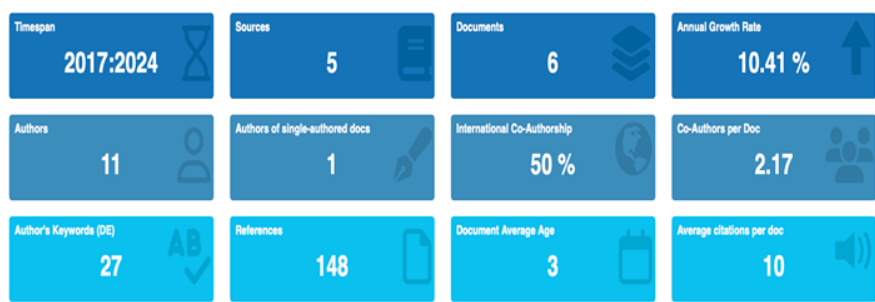 Timespan
2017:2024
Sources
5
Documents
6
Annual Growth Rate
10.41 %
Authors
11
Authors of single-authored docs
1
International Co-Authorship
50 %
Co-Authors per Doc
2.17
Author's Keywords (DE)
27
AB
References
148
Document Average Age
3
Average citations per doc
10